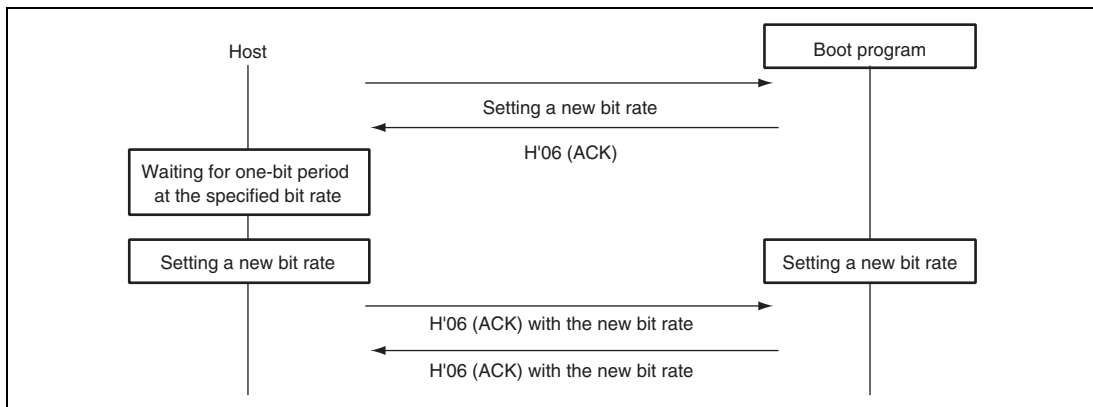 Host
Boot program
Setting a new bit rate
H'06 (ACK)
Waiting for one-bit period
at the specified bit rate
Setting a new bit rate
Setting a new bit rate
H'06 (ACK) with the new bit rate
H'06 (ACK) with the new bit rate